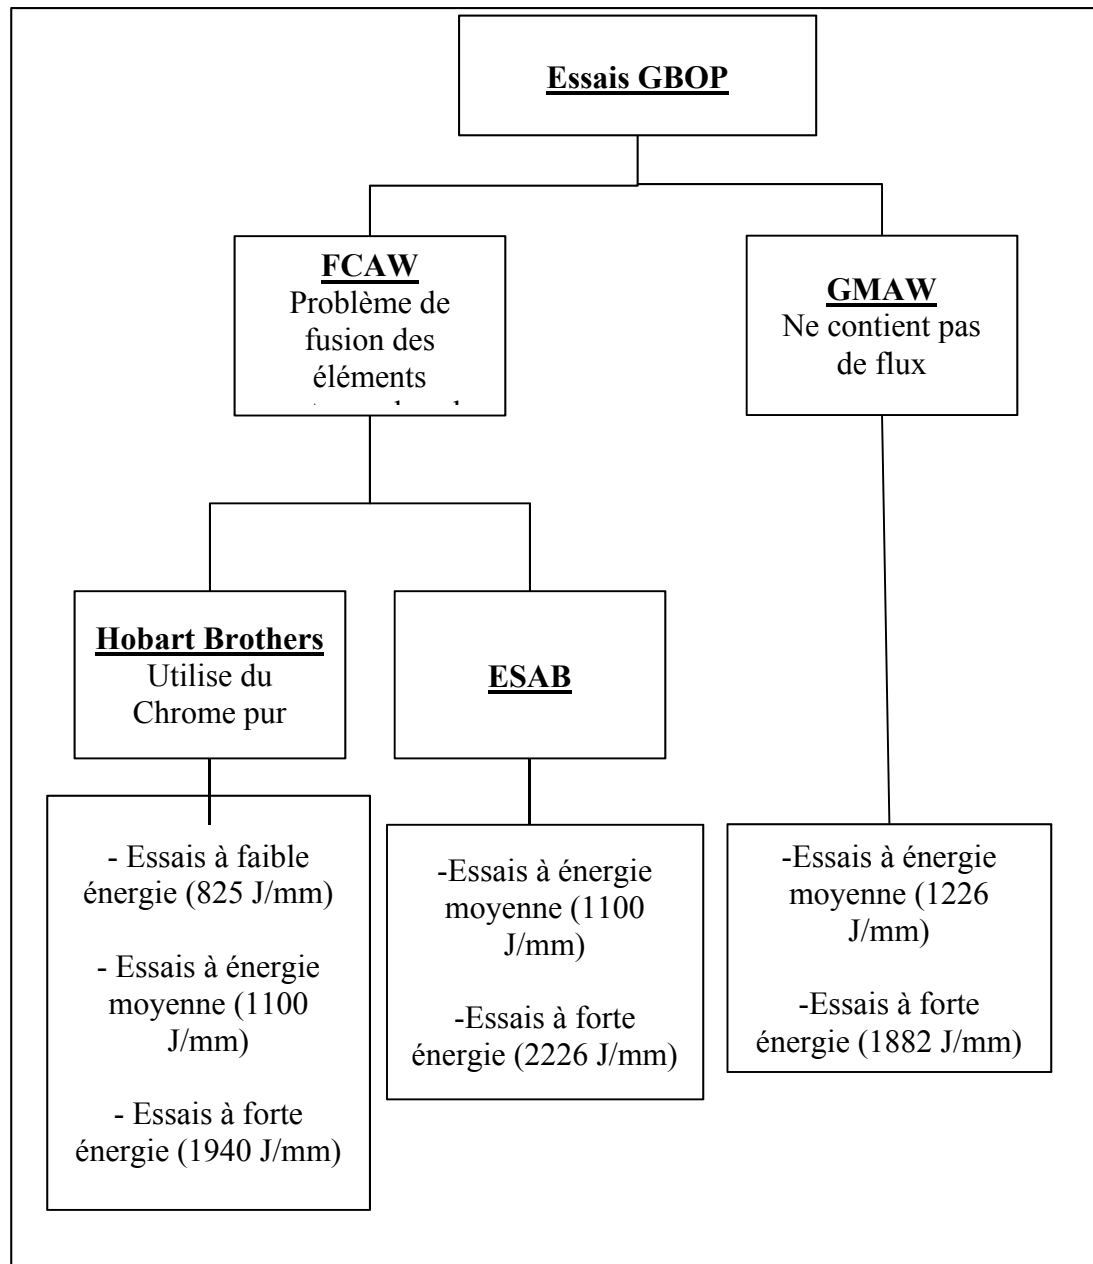 Essais GBOP
FCAW
Problème de
fusion des
éléments
GMAW
Ne contient pas
de flux
Hobart Brothers
Utilise du
Chrome pur
ESAB
- Essais à faible
énergie (825 J/mm)
- Essais à énergie
moyenne (1100
J/mm)
- Essais à forte
énergie (1940 J/mm)
-Essais à énergie
moyenne (1100
J/mm)
-Essais à forte
énergie (2226 J/mm)
-Essais à énergie
moyenne (1226
J/mm)
-Essais à forte
énergie (1882 J/mm)